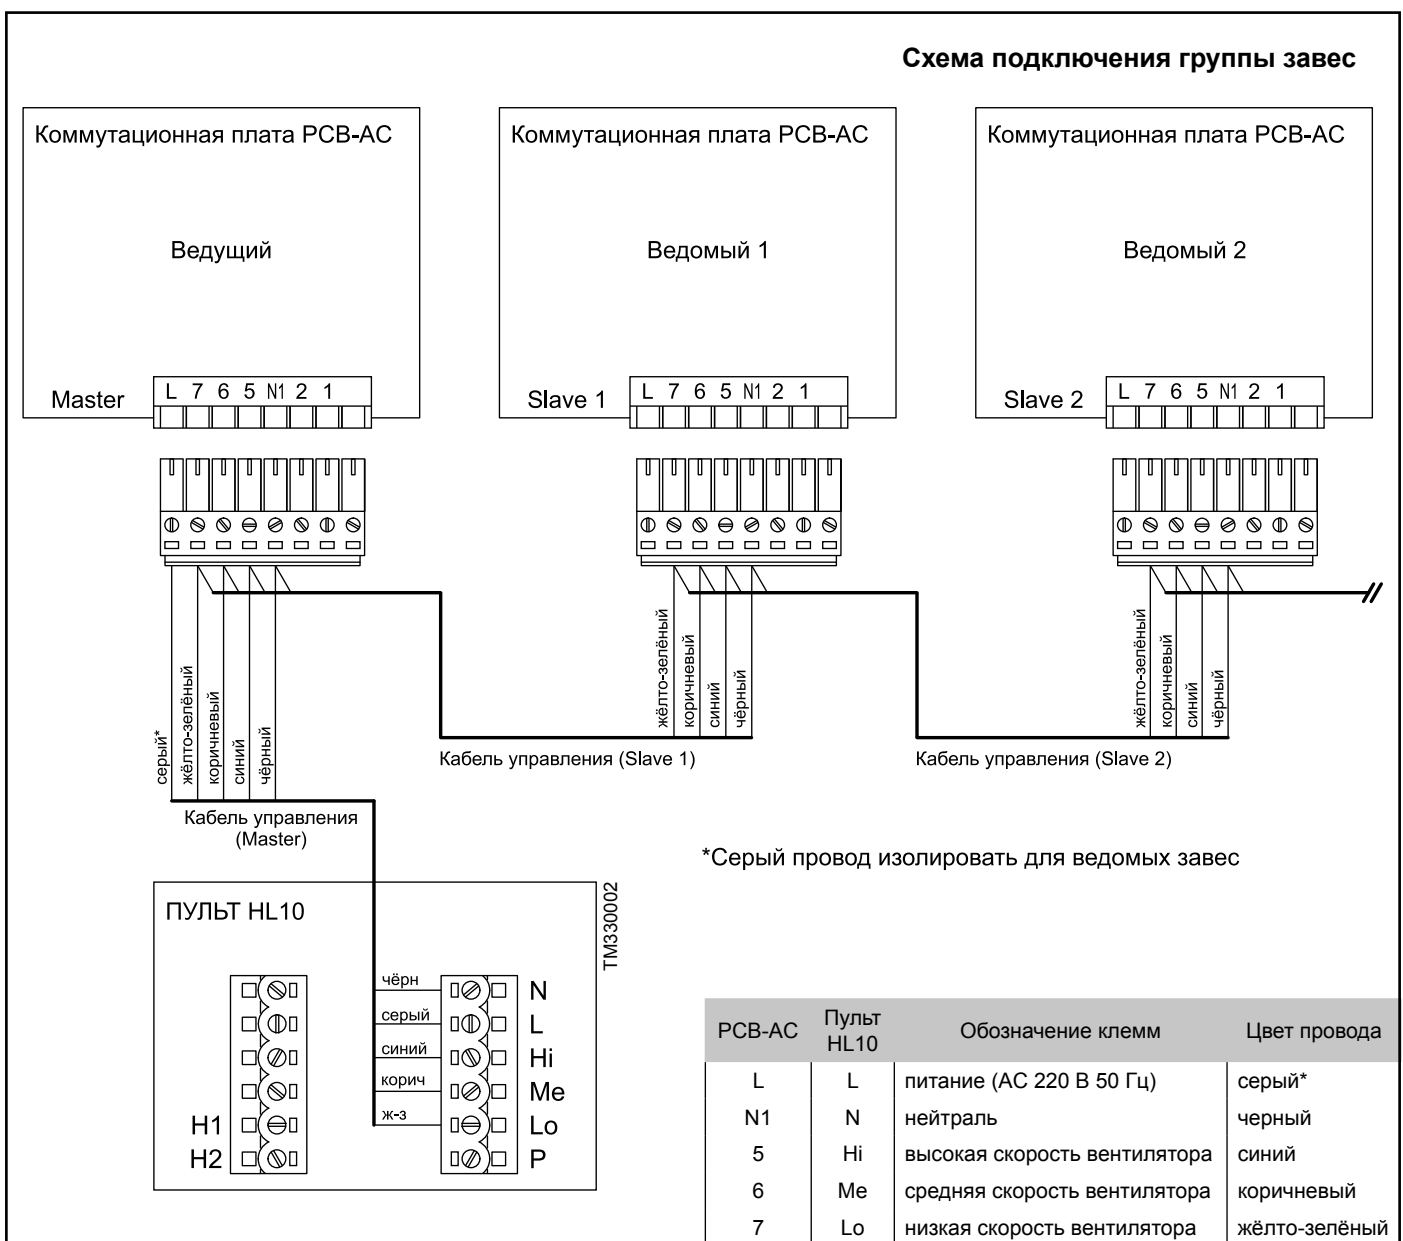 Схема подключения группы завес
Коммутационная плата PCB-AC
Ведущий
Master
L 7 6 5 N1 2 1
Коммутационная плата PCB-AC
Ведомый 1
Slave 1
L 7 6 5 N1 2 1
Коммутационная плата PCB-AC
Ведомый 2
Slave 2
L 7 6 5 N1 2 1
серый*
жёлто-зелёный
коричневый
синий
чёрный
Кабель управления
(Master)
жёлто-зелёный
коричневый
синий
чёрный
Кабель управления (Slave 1)
жёлто-зелёный
коричневый
синий
чёрный
Кабель управления (Slave 2)
*Серый провод изолировать для ведомых завес
ПУЛЬТ HL10
TM330002
H1
H2
чёрн N
серый L
синий Hi
корич Me
ж-з Lo
P
PCB-AC Пульт HL10 Обозначение клемм Цвет провода
L L питание (AC 220 В 50 Гц) серый*
N1 N нейтраль черный
5 Hi высокая скорость вентилятора синий
6 Me средняя скорость вентилятора коричневый
7 Lo низкая скорость вентилятора жёлто-зелёный